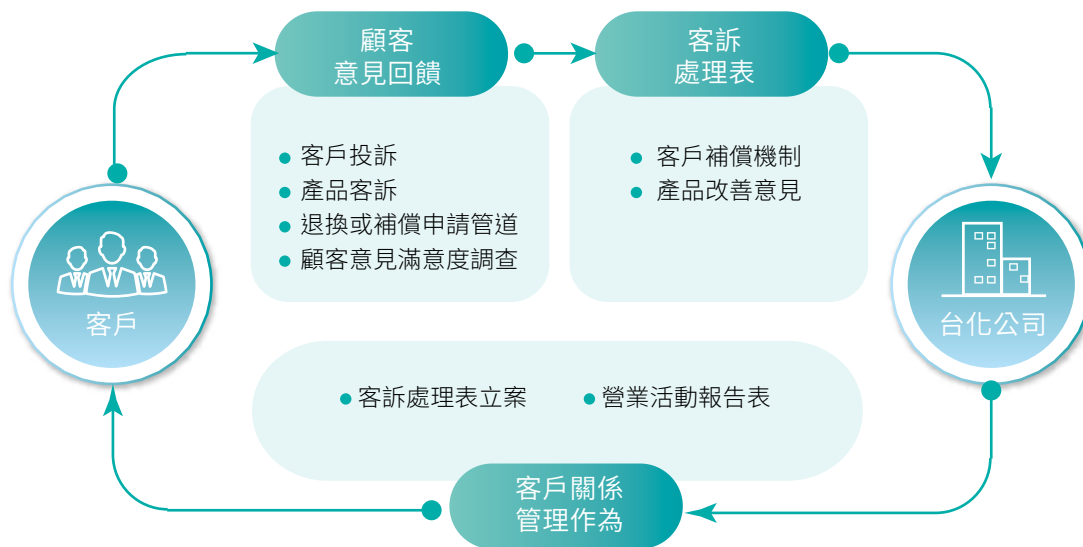 顧客
意見回饋
客訴
處理表
客戶投訴
產品客訴
退換或補償申請管道
顧客意見滿意度調查
客戶補償機制
產品改善意見
客戶
台化公司
客訴處理表立案
營業活動報告表
客戶關係
管理作為